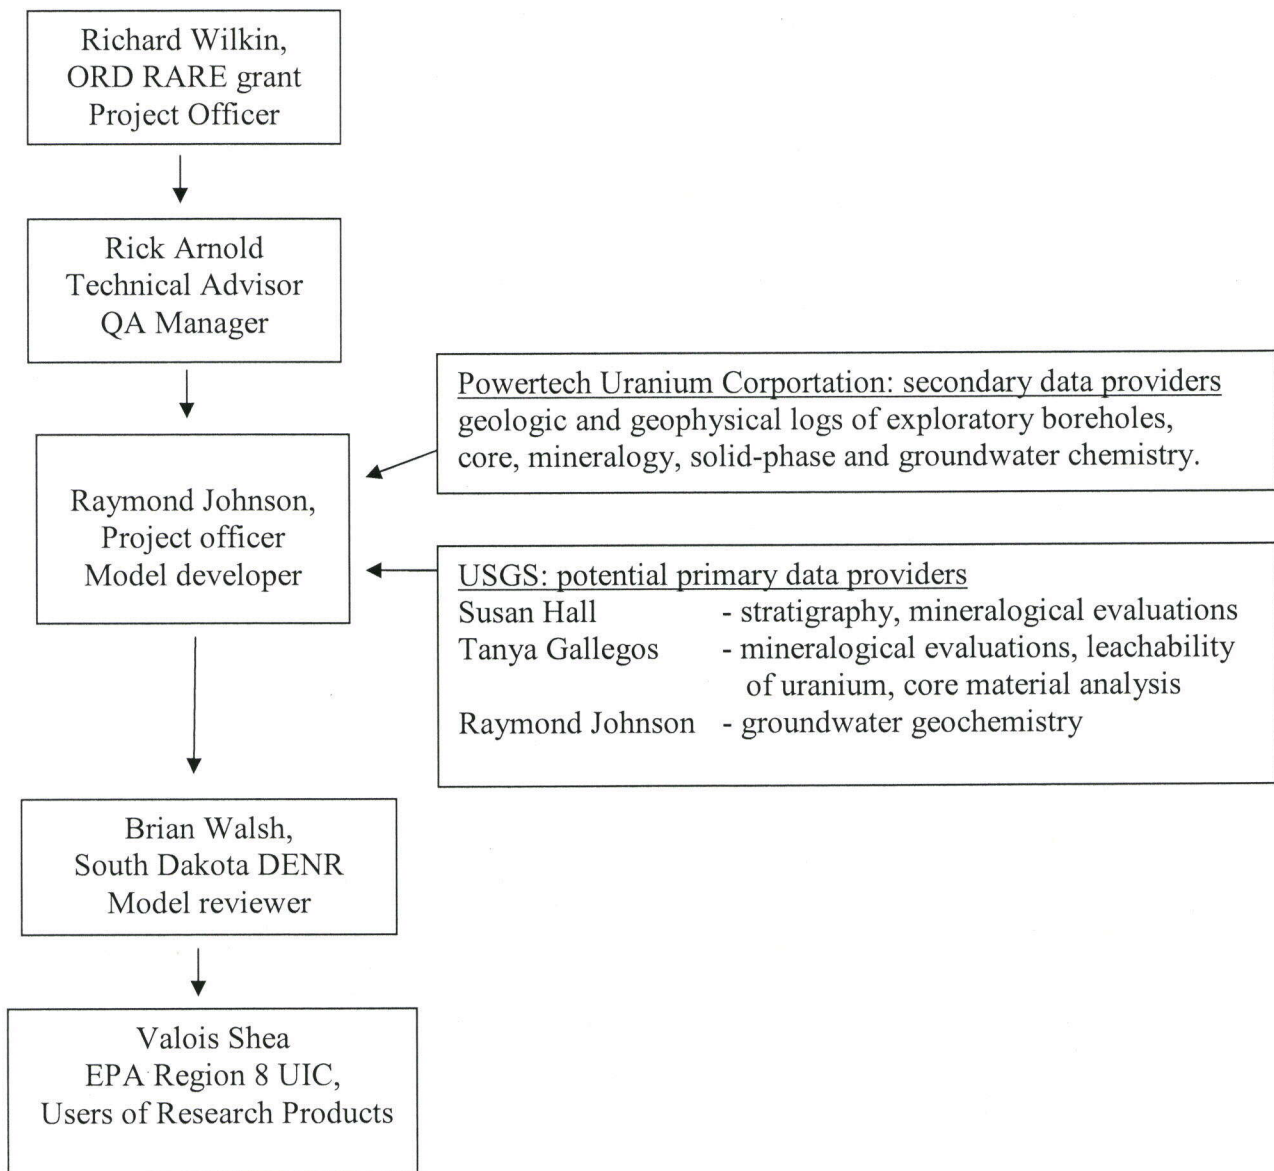 Richard Wilkin,
ORD RARE grant
Project Officer
Rick Arnold
Technical Advisor
QA Manager
Powertech Uranium Corportation: secondary data providers
geologic and geophysical logs of exploratory boreholes,
core, mineralogy, solid-phase and groundwater chemistry.
Raymond Johnson,
Project officer
Model developer
USGS: potential primary data providers
Susan Hall - stratigraphy, mineralogical evaluations
Tanya Gallegos - mineralogical evaluations, leachability
of uranium, core material analysis
Raymond Johnson - groundwater geochemistry
Brian Walsh,
South Dakota DENR
Model reviewer
Valois Shea
EPA Region 8 UIC,
Users of Research Products